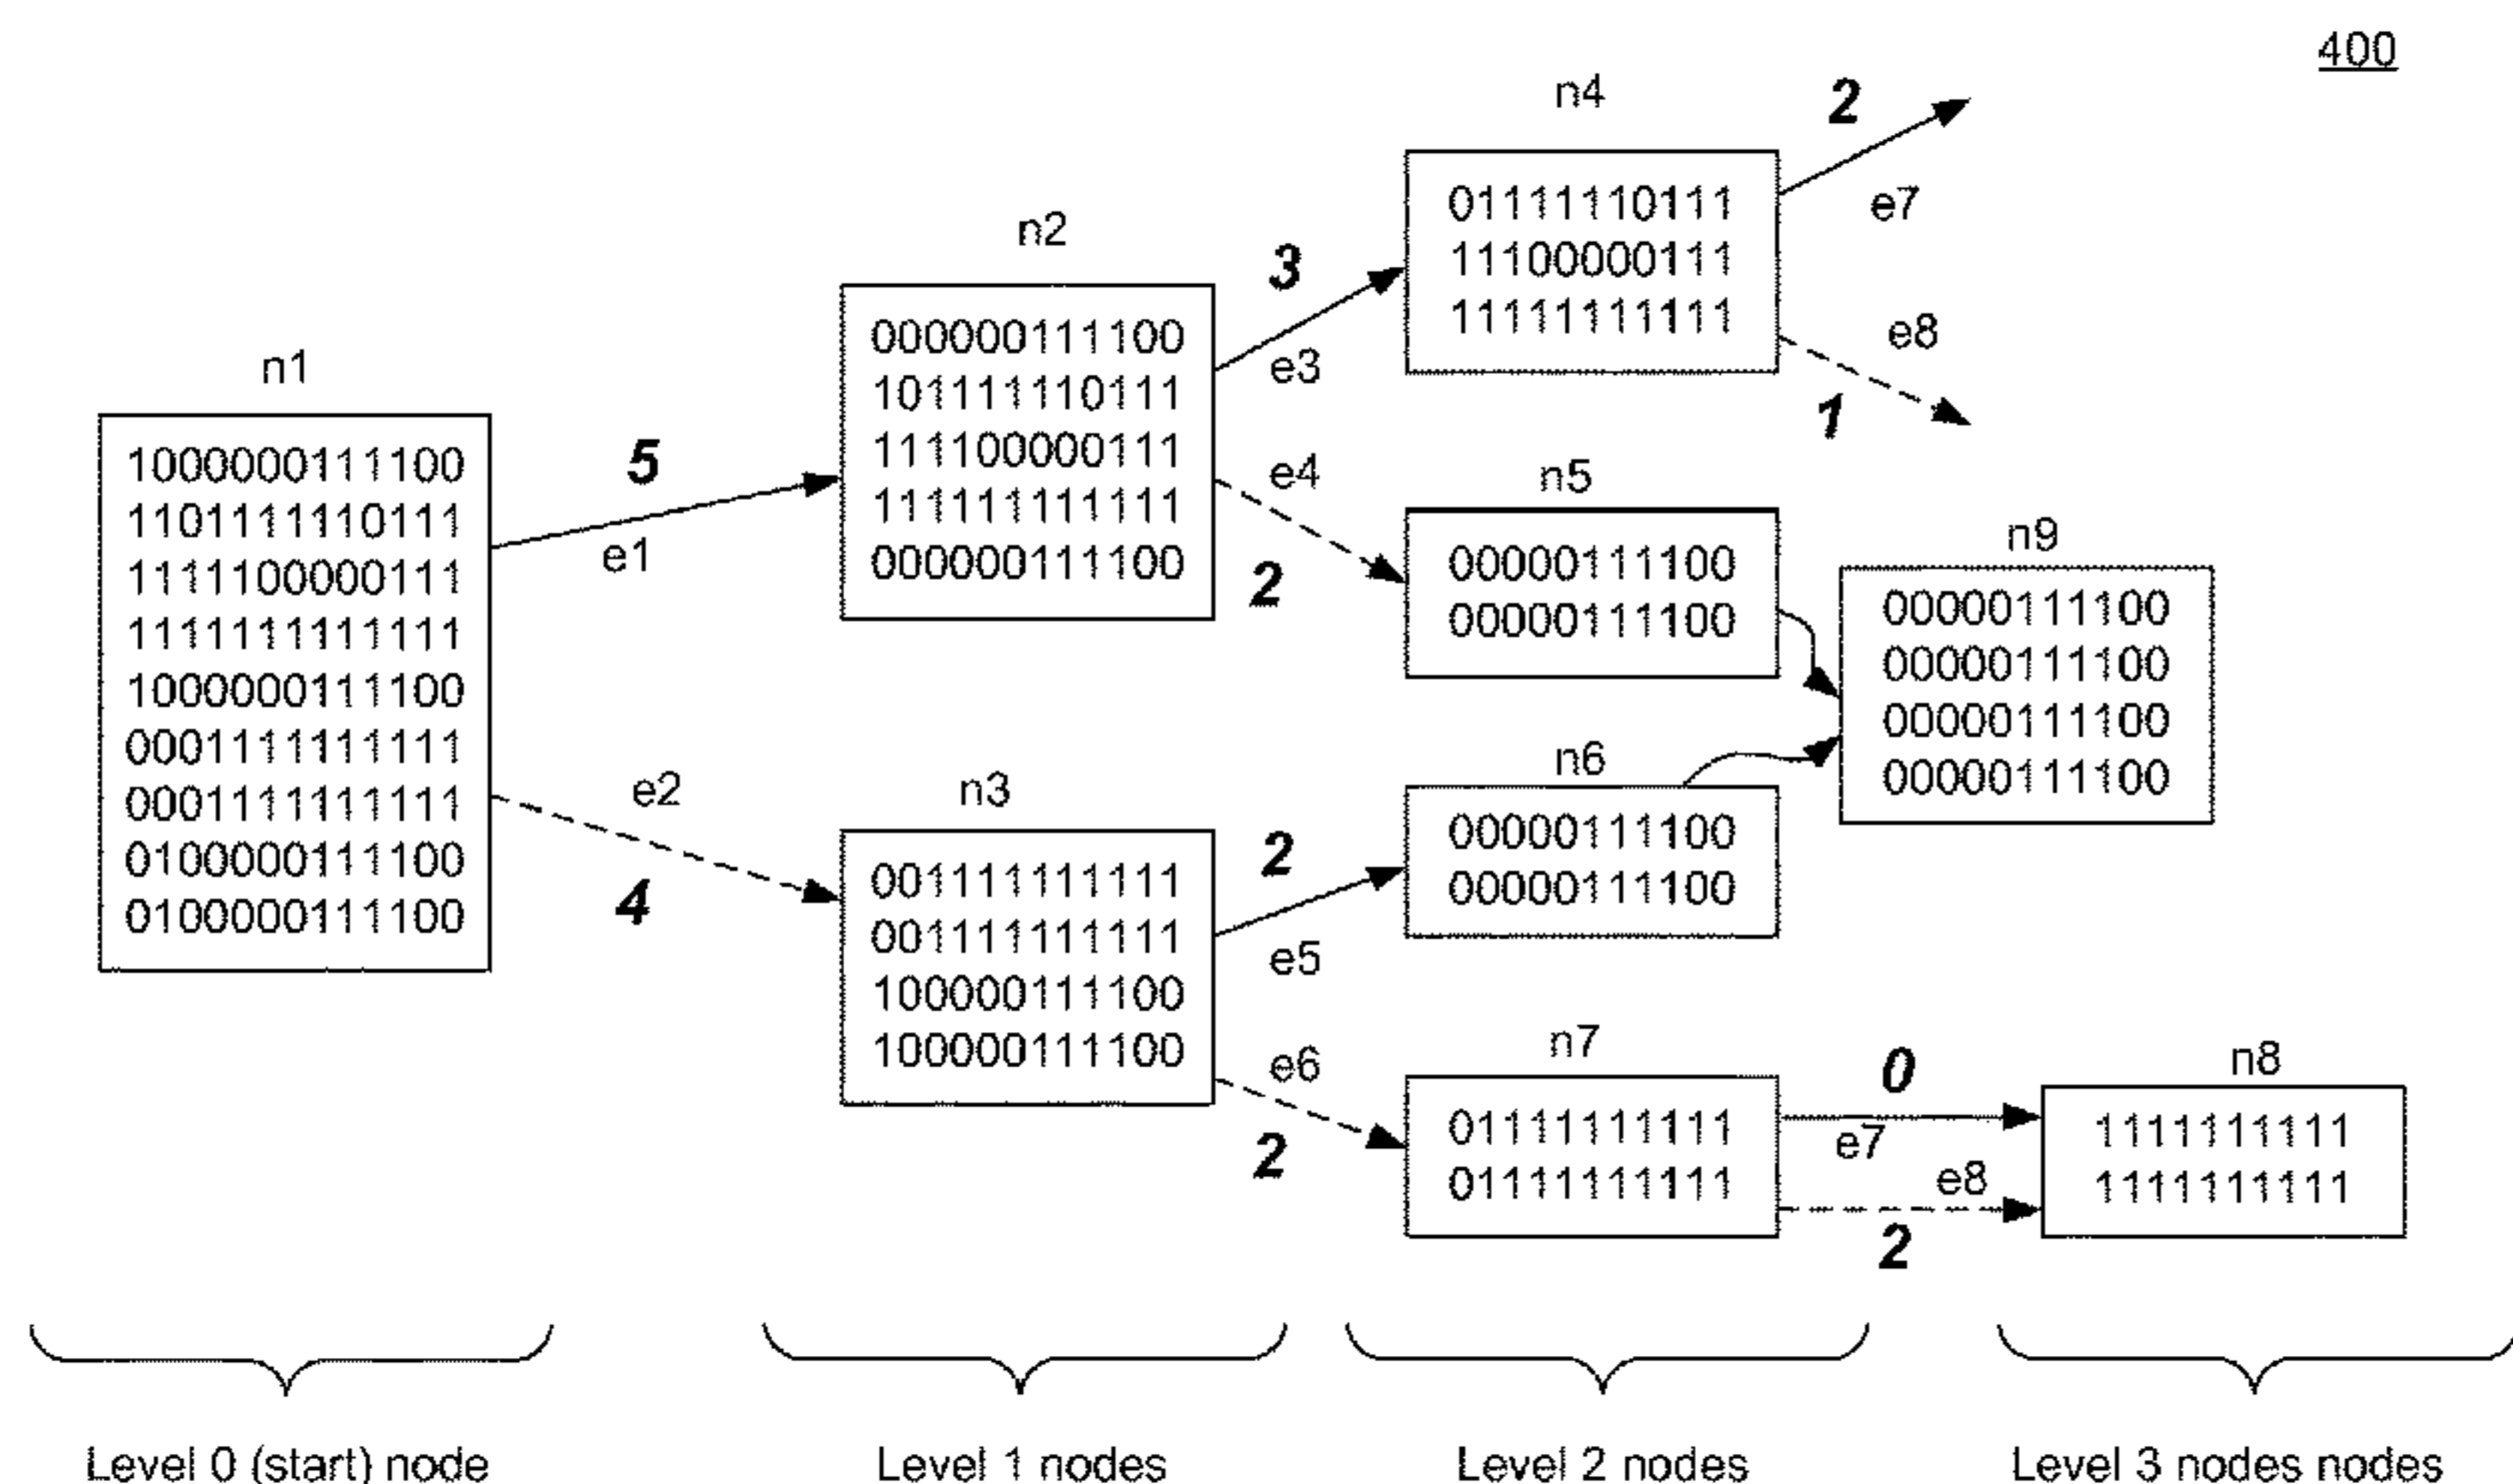 400
n1
1000000111100
1101111110111
1111100000111
1111111111111
1000000111100
0001111111111
0001111111111
0100000111100
0100000111100
5
e1
e2
4
n2
000000111100
101111110111
111100000111
111111111111
000000111100
3
e3
e4
2
n3
001111111111
001111111111
100000111100
100000111100
2
e5
e6
2
n4
01111110111
11100000111
11111111111
2
e7
e8
1
n5
00000111100
00000111100
n6
00000111100
00000111100
n9
00000111100
00000111100
00000111100
00000111100
n7
01111111111
01111111111
0
e7
e8
2
n8
1111111111
1111111111
Level 0 (start) node
Level 1 nodes
Level 2 nodes
Level 3 nodes nodes